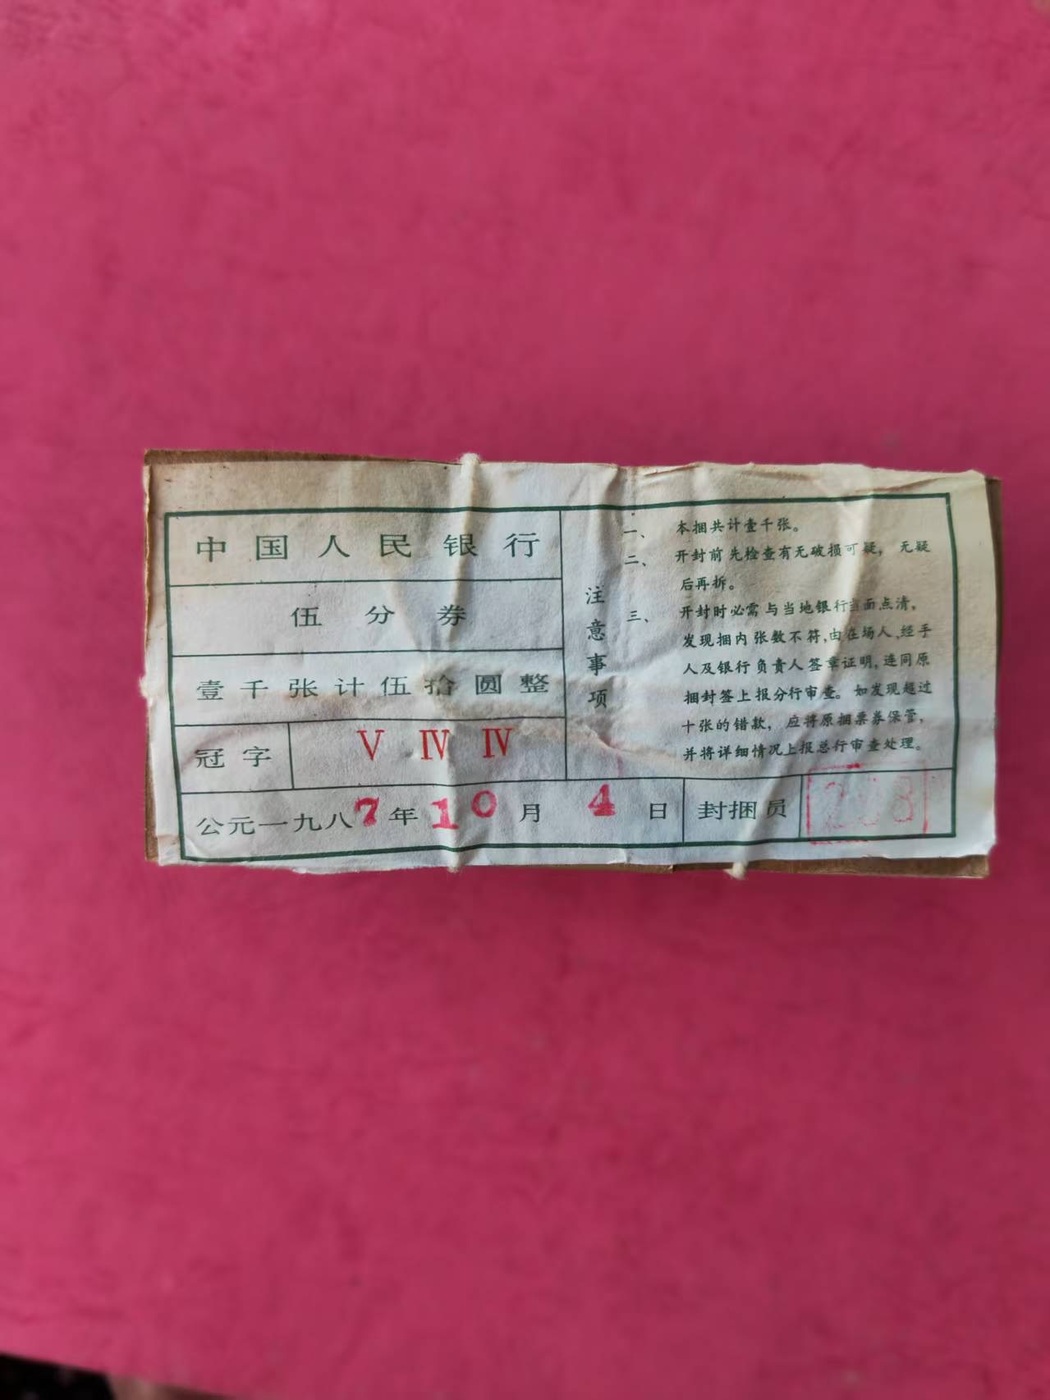 中国人民银行
伍分券
壹千张计伍拾圆整
冠字 Ⅴ Ⅳ Ⅳ
公元一九八7年10月4日
注意事项
一、本捆共计壹千张。
二、开封前先检查有无破损可疑，无疑
后再拆。
三、开封时必需与当地银行当面点清，
发现捆内张数不符，由在场人、经手
人及银行负责人签章证明，连同原
捆封签上报分行审查。如发现超过
十张的错款，应将原捆票券保管，
并将详细情况上报总行审查处理。
封捆员